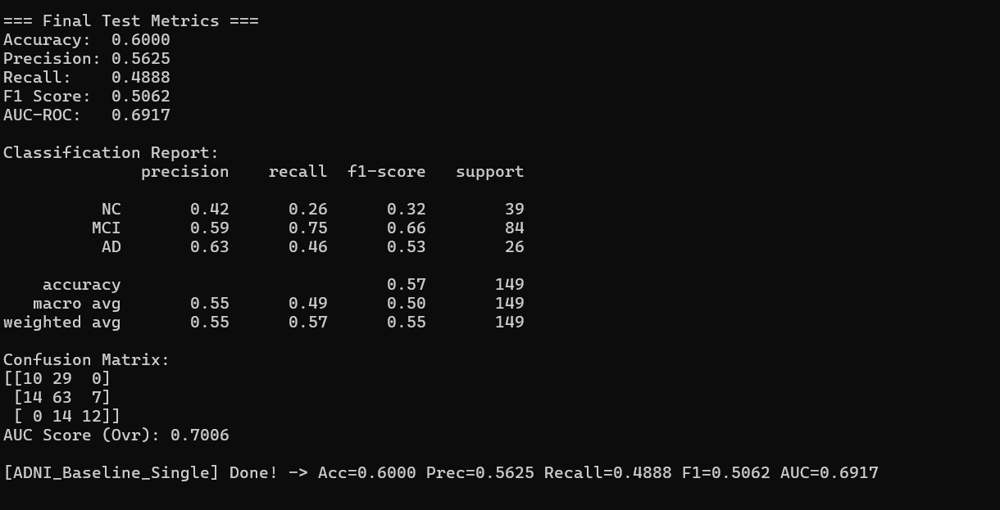 === Final Test Metrics ===
Accuracy:  0.6000
Precision: 0.5625
Recall:    0.4888
F1 Score:  0.5062
AUC-ROC:   0.6917
Classification Report:
              precision    recall  f1-score   support
          NC       0.42      0.26      0.32        39
         MCI       0.59      0.75      0.66        84
          AD       0.63      0.46      0.53        26
    accuracy                           0.57       149
   macro avg       0.55      0.49      0.50       149
weighted avg       0.55      0.57      0.55       149
Confusion Matrix:
[[10 29  0]
 [14 63  7]
 [ 0 14 12]]
AUC Score (Ovr): 0.7006
[ADNI_Baseline_Single] Done! -> Acc=0.6000 Prec=0.5625 Recall=0.4888 F1=0.5062 AUC=0.6917